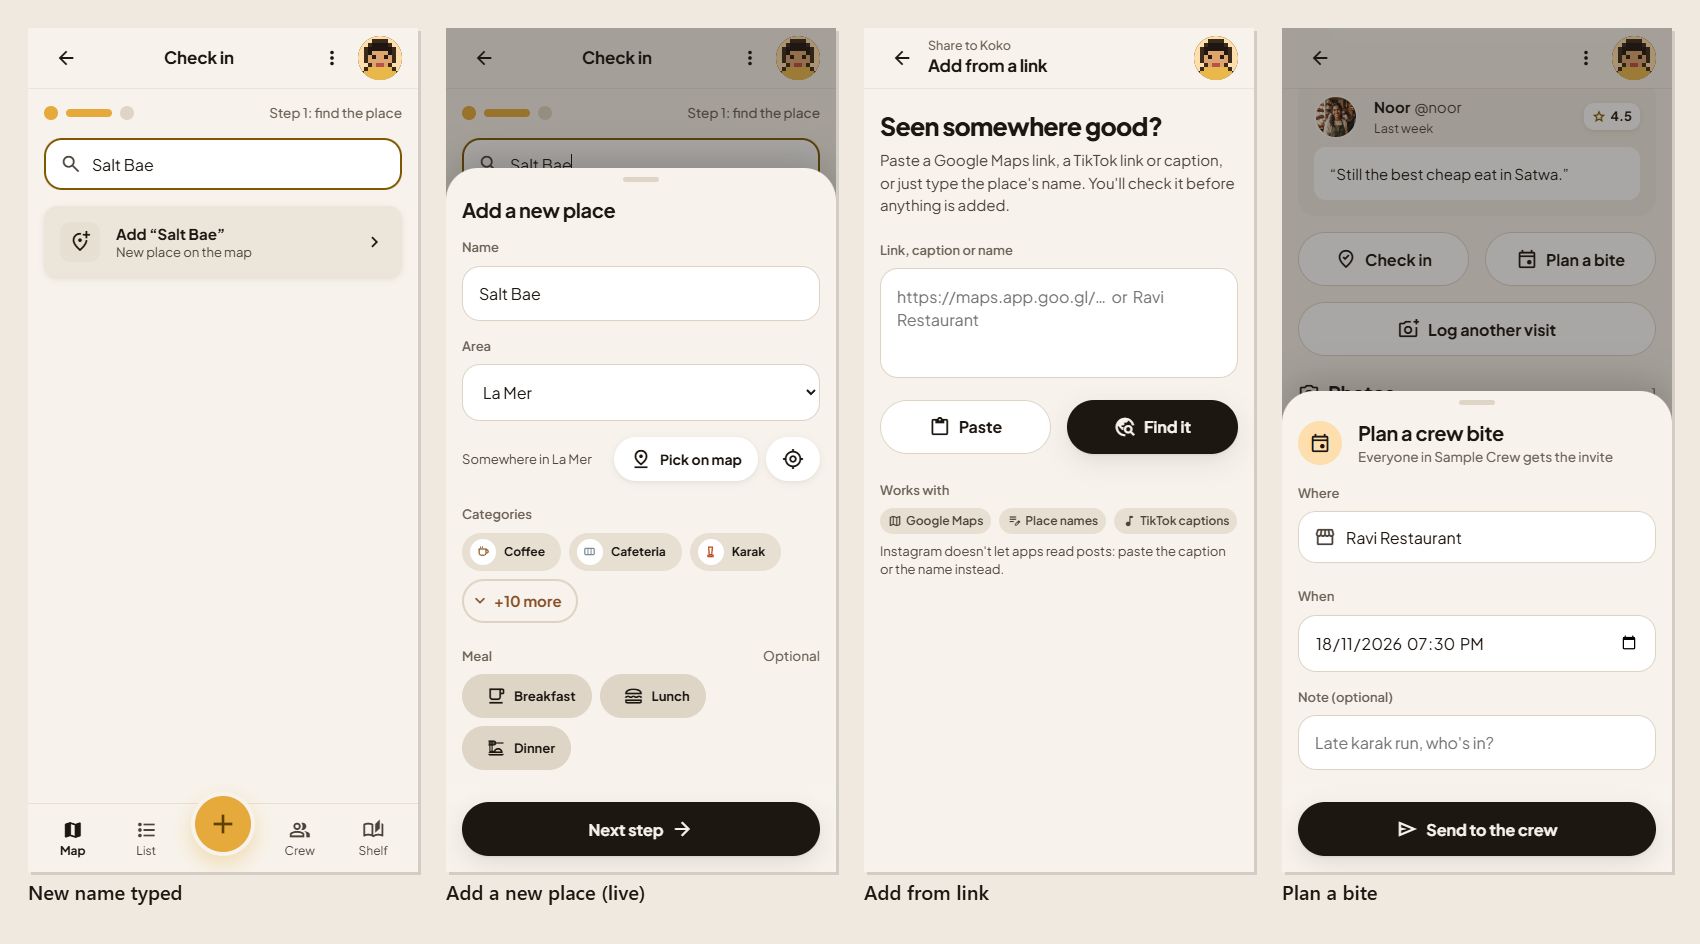 Check in
Step 1: find the place
Salt Bae
Add “Salt Bae”
New place on the map
Map
List
Crew
Shelf
New name typed
Check in
Step 1: find the place
Salt Bae
Add a new place
Name
Salt Bae
Area
La Mer
Somewhere in La Mer
Pick on map
Categories
Coffee
Cafeteria
Karak
+10 more
Meal
Optional
Breakfast
Lunch
Dinner
Next step
Add a new place (live)
Share to Koko
Add from a link
Seen somewhere good?
Paste a Google Maps link, a TikTok link or caption,
or just type the place's name. You'll check it before
anything is added.
Link, caption or name
https://maps.app.goo.gl/… or Ravi
Restaurant
Paste
Find it
Works with
Google Maps
Place names
TikTok captions
Instagram doesn't let apps read posts: paste the caption
or the name instead.
Add from link
Noor @noor
Last week
4.5
“Still the best cheap eat in Satwa.”
Check in
Plan a bite
Log another visit
Photos
1
Plan a crew bite
Everyone in Sample Crew gets the invite
Where
Ravi Restaurant
When
18/11/2026 07:30 PM
Note (optional)
Late karak run, who's in?
Send to the crew
Plan a bite